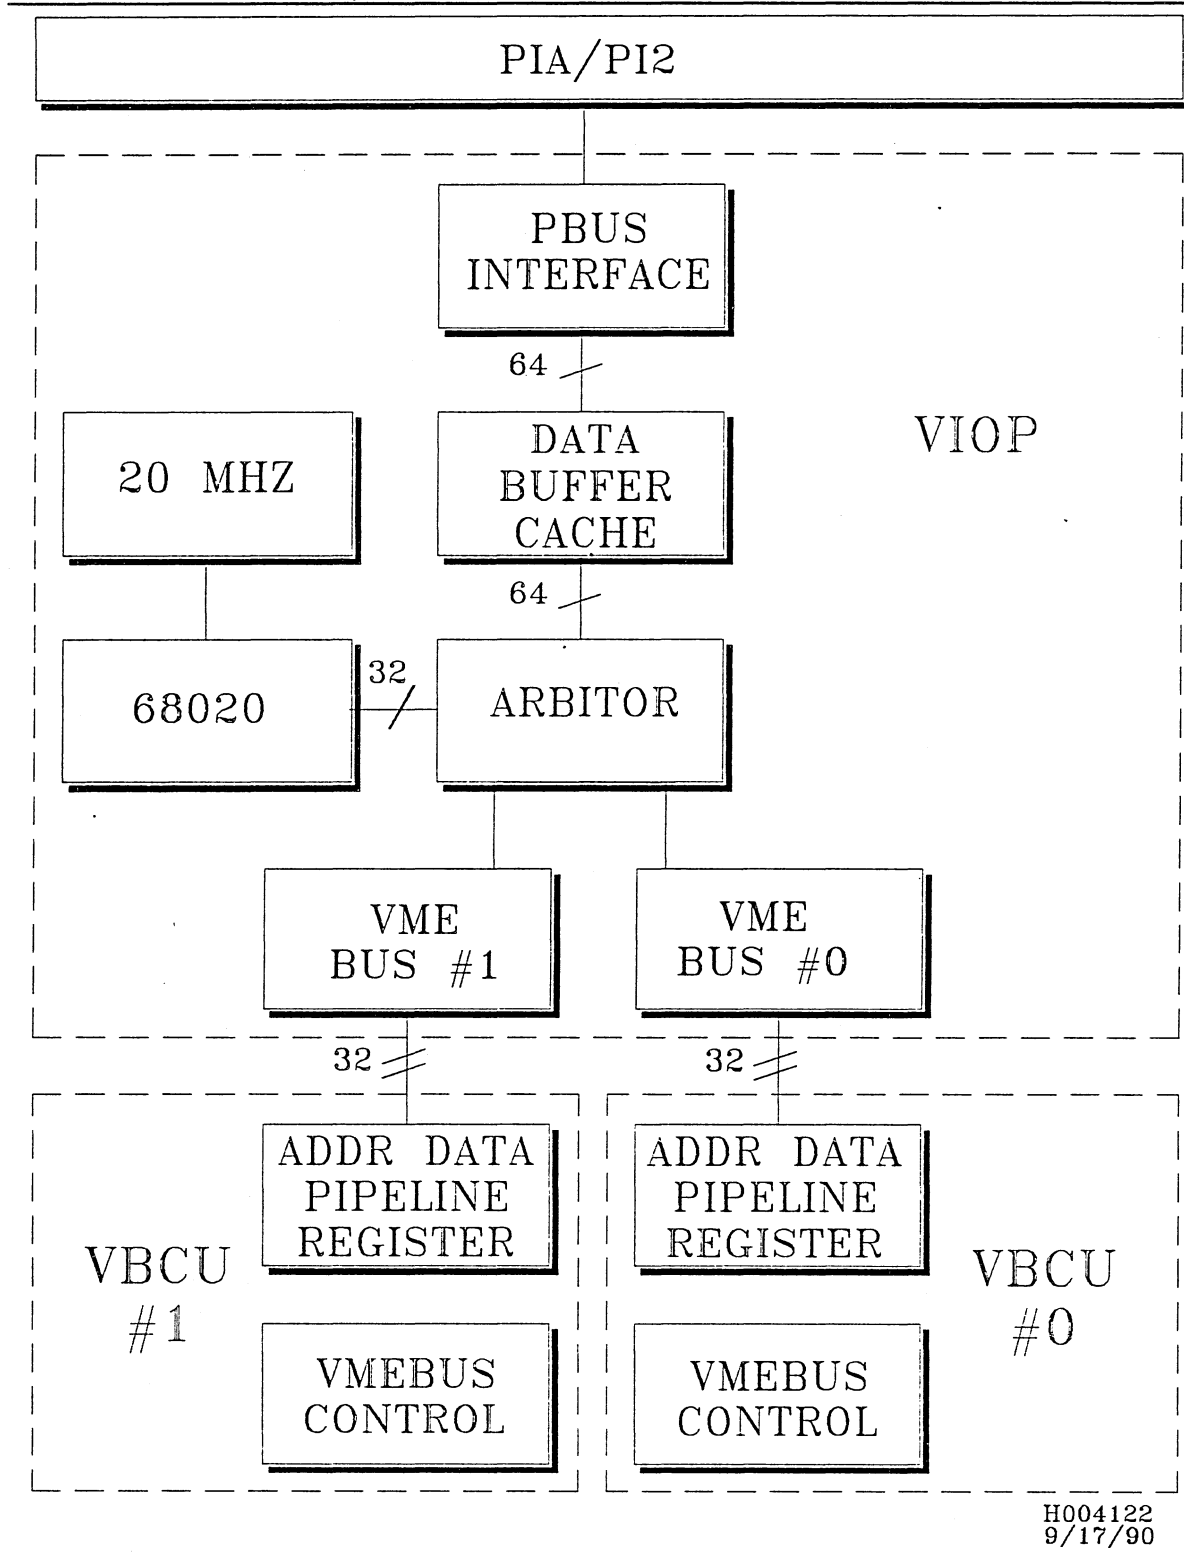 PIA/PI2
PBUS
INTERFACE
64
DATA
BUFFER
CACHE
VIOP
20 MHZ
64
68020
32
ARBITOR
VME
BUS #1
VME
BUS #0
32
32
ADDR DATA
PIPELINE
REGISTER
VBCU
#1
VMEBUS
CONTROL
ADDR DATA
PIPELINE
REGISTER
VBCU
#0
VMEBUS
CONTROL
H004122
9/17/90